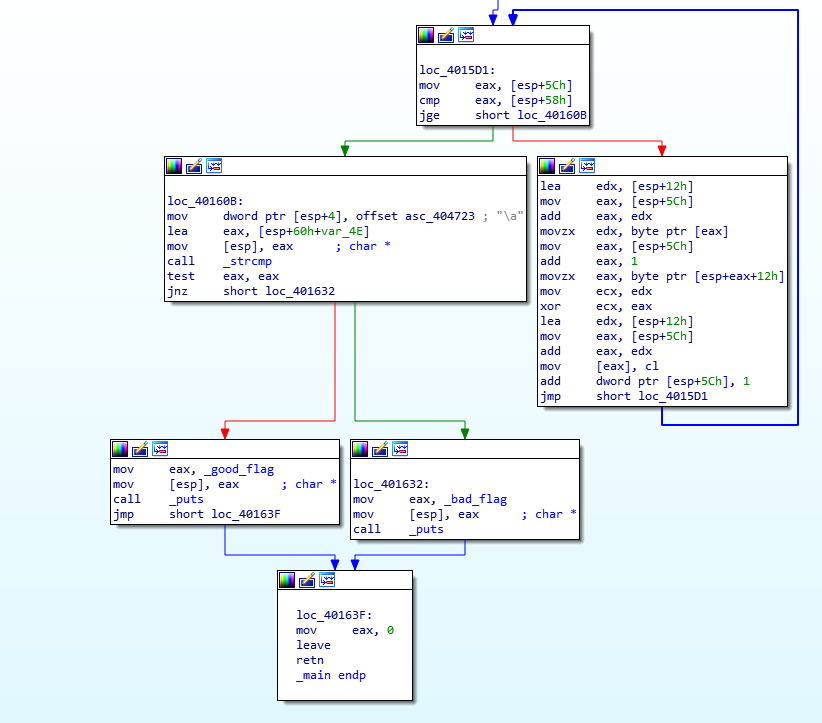 loc_4015D1:
mov eax, [esp+5Ch]
cmp eax, [esp+58h]
jge short loc_40160B
loc_40160B:
mov dword ptr [esp+4], offset asc_404723 ; "\a"
lea eax, [esp+60h+var_4E]
mov [esp], eax ; char *
call _strcmp
test eax, eax
jnz short loc_401632
lea edx, [esp+12h]
mov eax, [esp+5Ch]
add eax, edx
movzx edx, byte ptr [eax]
mov eax, [esp+5Ch]
add eax, 1
movzx eax, byte ptr [esp+eax+12h]
mov ecx, edx
xor ecx, eax
lea edx, [esp+12h]
mov eax, [esp+5Ch]
add eax, edx
mov [eax], cl
add dword ptr [esp+5Ch], 1
jmp short loc_4015D1
mov eax, _good_flag
mov [esp], eax ; char *
call _puts
jmp short loc_40163F
loc_401632:
mov eax, _bad_flag
mov [esp], eax ; char *
call _puts
loc_40163F:
mov eax, 0
leave
retn
_main endp